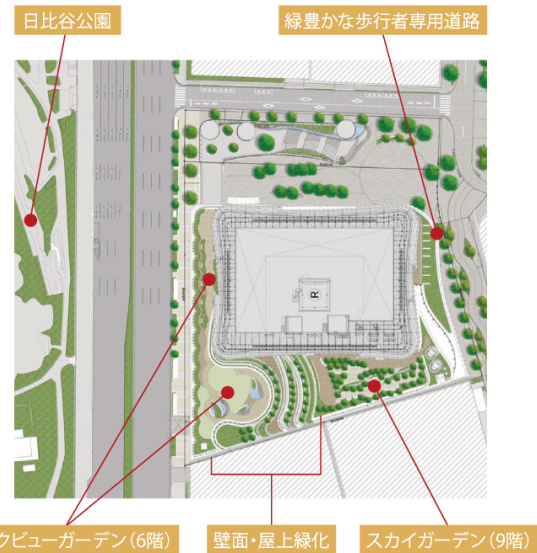 日比谷公園
緑豊かな歩行者専用道路
R
クビューガーデン(6階)
壁面・屋上緑化
スカイガーデン(9階)